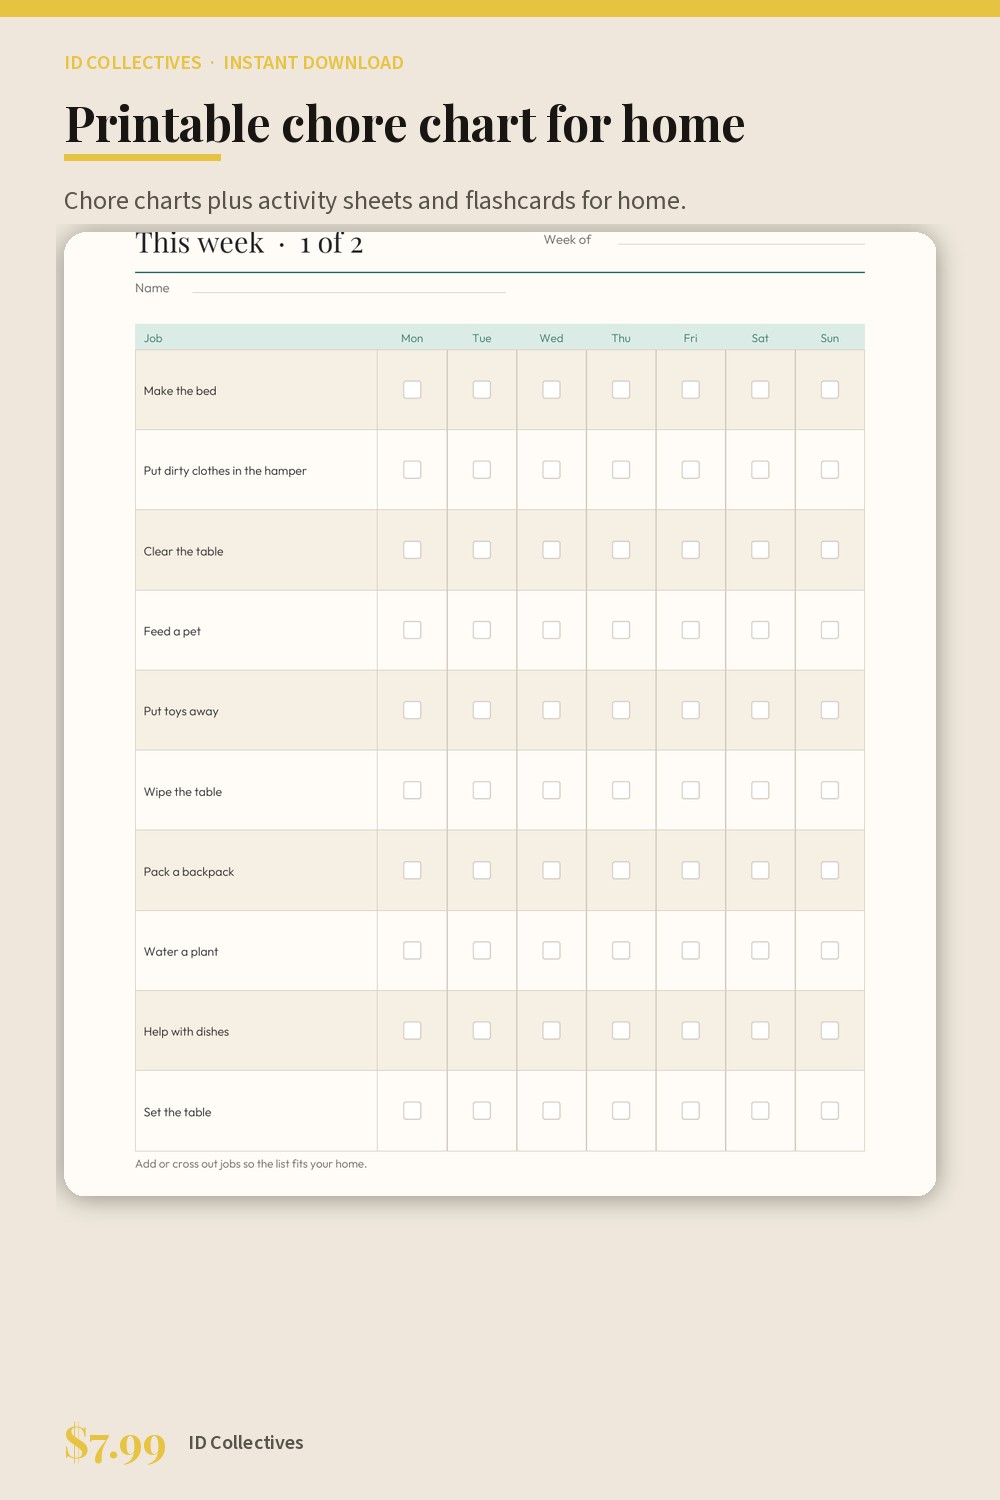 ID COLLECTIVES · INSTANT DOWNLOAD
Printable chore chart for home
Chore charts plus activity sheets and flashcards for home.
This week · 1 of 2
Week of
Name
Job Mon Tue Wed Thu Fri Sat Sun
Make the bed
Put dirty clothes in the hamper
Clear the table
Feed a pet
Put toys away
Wipe the table
Pack a backpack
Water a plant
Help with dishes
Set the table
Add or cross out jobs so the list fits your home.
$7.99 ID Collectives